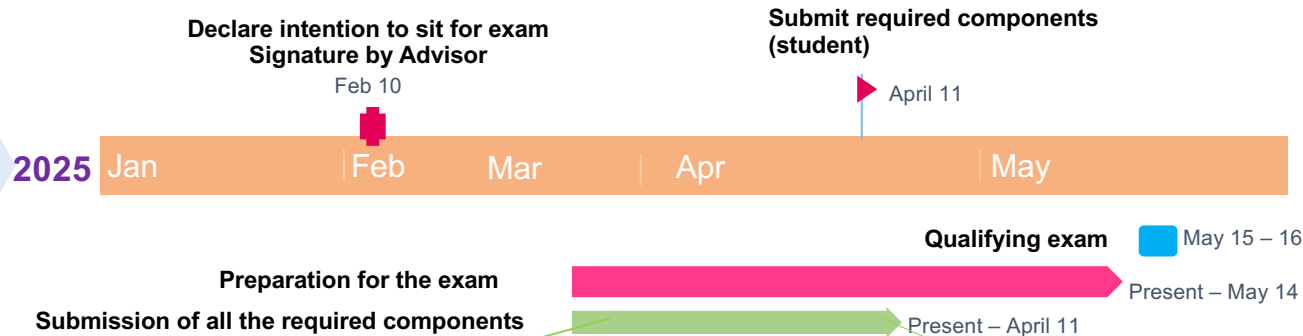 Declare intention to sit for exam
Signature by Advisor
Feb 10
Submit required components
(student)
April 11
2025 Jan Feb Mar Apr May
Qualifying exam May 15 – 16
Preparation for the exam
Present – May 14
Submission of all the required components
Present – April 11